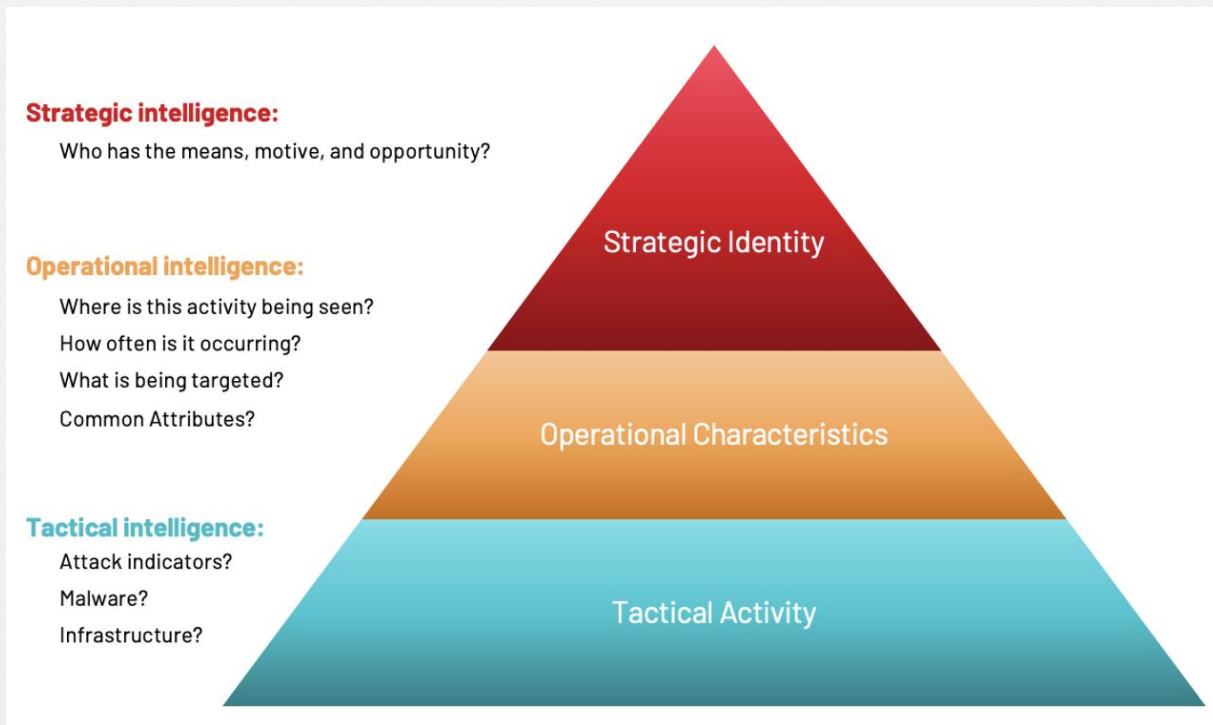 Strategic intelligence:
Who has the means, motive, and opportunity?
Strategic Identity
Operational intelligence:
Where is this activity being seen?
How often is it occurring?
What is being targeted?
Common Attributes?
Operational Characteristics
Tactical intelligence:
Attack indicators?
Malware?
Infrastructure?
Tactical Activity